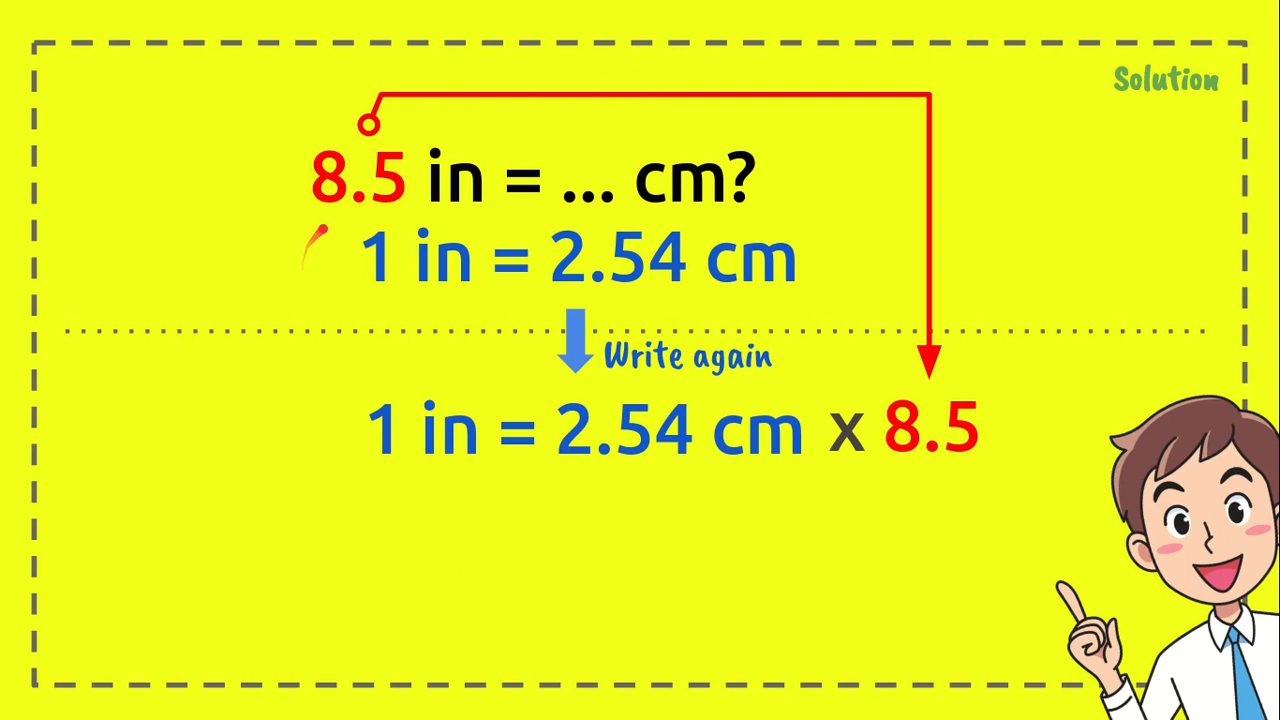 Solution
8.5 in = ... cm?
1 in = 2.54 cm
Write again
1 in = 2.54 cm x 8.5